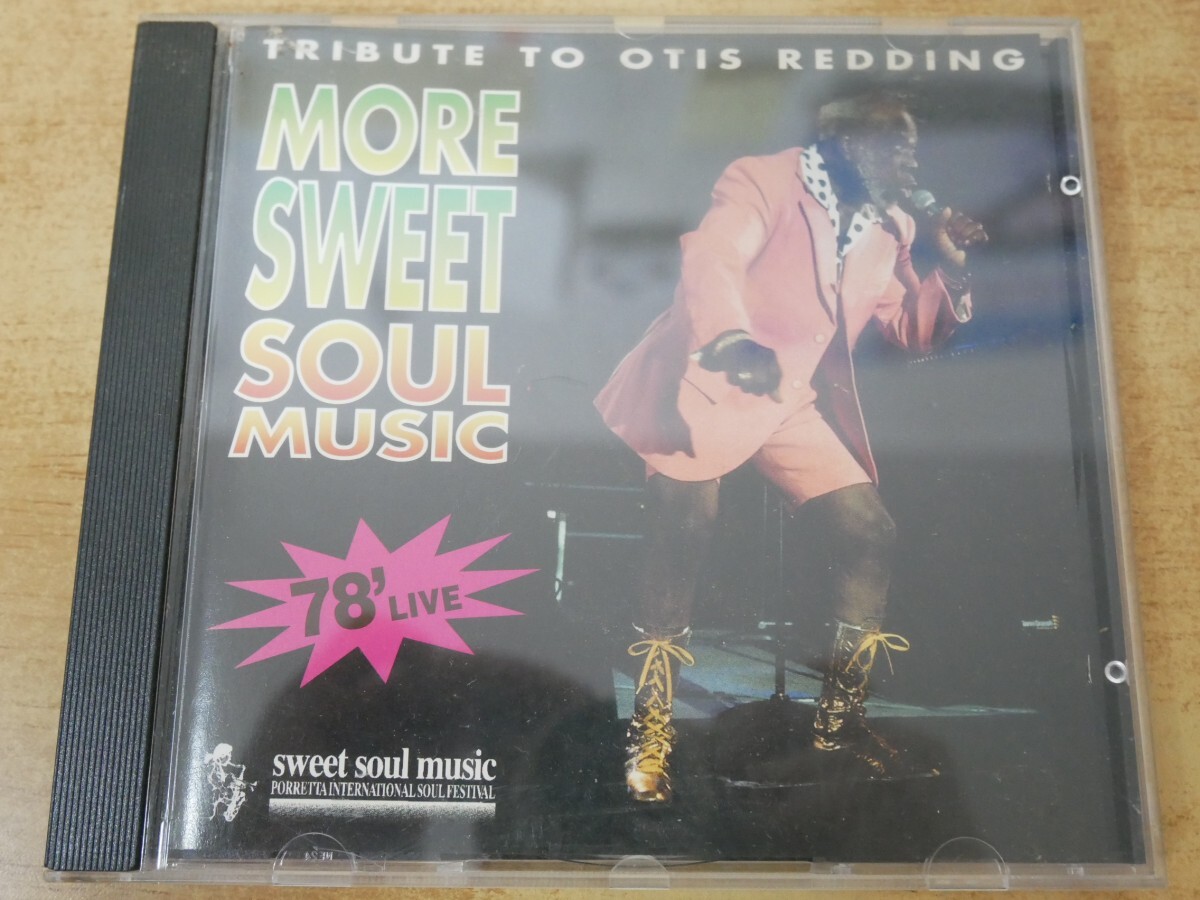 TRIBUTE TO OTIS REDDING
MORE
SWEET
SOUL
MUSIC
78' LIVE
sweet soul music
PORRETTA INTERNATIONAL SOUL FESTIVAL